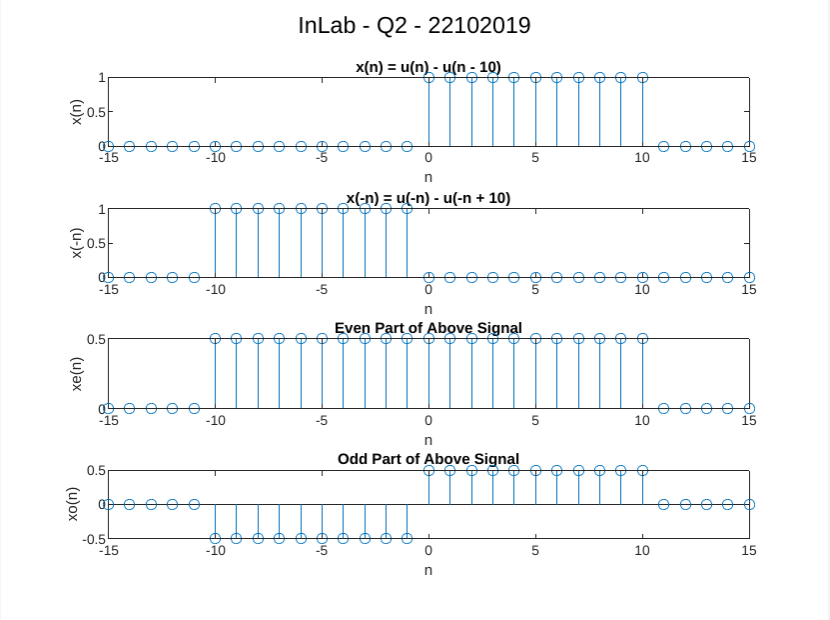 InLab - Q2 - 22102019
x(n) = u(n) - u(n - 10)
1
0.5
0
x(n)
-15 -10 -5 0 5 10 15
n
x(-n) = u(-n) - u(-n + 10)
1
0.5
0
x(-n)
-15 -10 -5 0 5 10 15
n
Even Part of Above Signal
0.5
0
xe(n)
-15 -10 -5 0 5 10 15
n
Odd Part of Above Signal
0.5
0
-0.5
xo(n)
-15 -10 -5 0 5 10 15
n